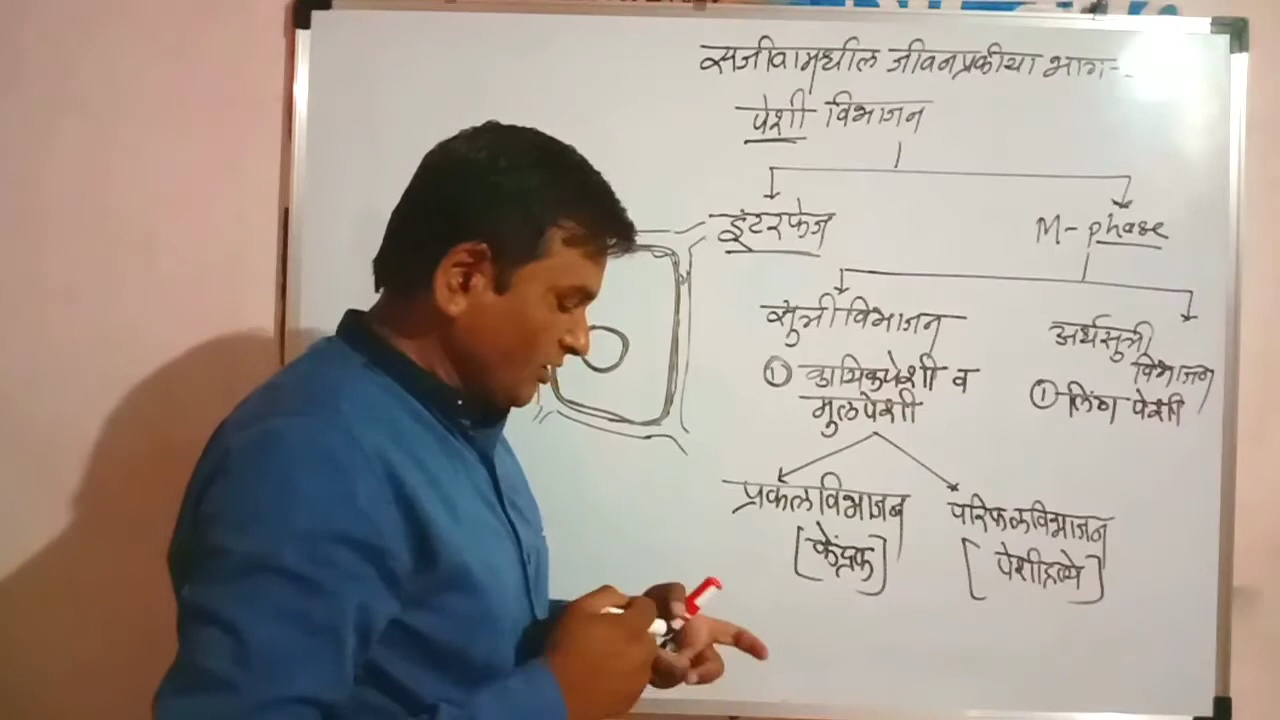 सजीवामधील जीवनप्रकीया भाग-
पेशी विभाजन
इंटरफेज
M-phase
सुत्रीविभाजन
① कायिकपेशी व
मुलपेशी
अर्धसुत्री
विभाजन
① लिंग पेशी
प्रकलविभाजन
[केंद्रक]
परिकलविभाजन
[पेशीद्रव्ये]